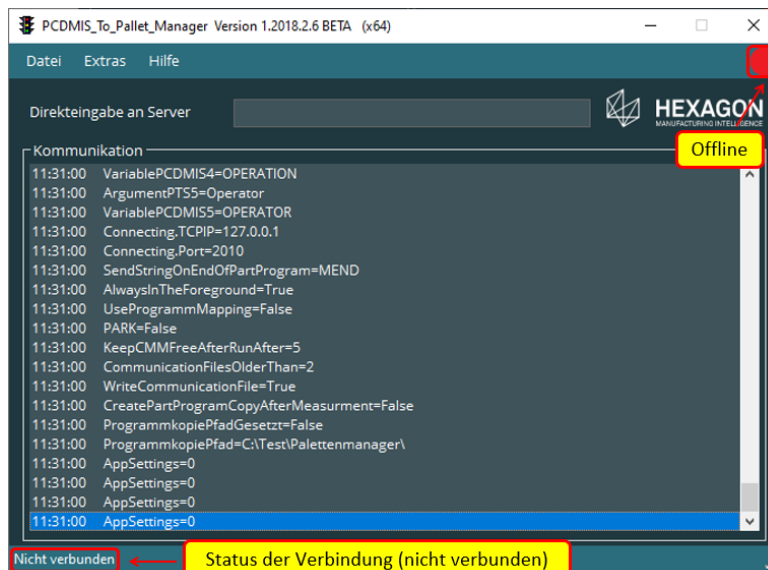 PCDMIS_To_Pallet_Manager Version 1.2018.2.6 BETA (x64)
Datei Extras Hilfe
Direkteingabe an Server
HEXAGON
MANUFACTURING INTELLIGENCE
Offline
Kommunikation
11:31:00 VariablePCDMIS4=OPERATION
11:31:00 ArgumentPTS5=Operator
11:31:00 VariablePCDMIS5=OPERATOR
11:31:00 Connecting.TCPIP=127.0.0.1
11:31:00 Connecting.Port=2010
11:31:00 SendStringOnEndOfPartProgram=MEND
11:31:00 AlwaysInTheForeground=True
11:31:00 UseProgrammMapping=False
11:31:00 PARK=False
11:31:00 KeepCMMFreeAfterRunAfter=5
11:31:00 CommunicationFilesOlderThan=2
11:31:00 WriteCommunicationFile=True
11:31:00 CreatePartProgramCopyAfterMeasurment=False
11:31:00 ProgrammkopiePfadGesetzt=False
11:31:00 ProgrammkopiePfad=C:\Test\Palettenmanager\
11:31:00 AppSettings=0
11:31:00 AppSettings=0
11:31:00 AppSettings=0
11:31:00 AppSettings=0
Nicht verbunden
Status der Verbindung (nicht verbunden)